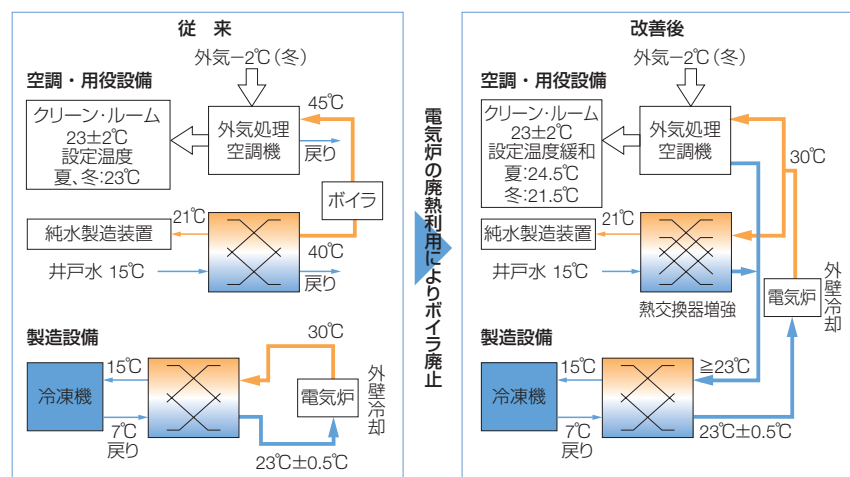 従 来
外気−2℃(冬)
空調・用役設備
クリーン・ルーム
23±2℃
設定温度
夏、冬:23℃
外気処理
空調機
45℃
戻り
ボイラ
純水製造装置
21℃
井戸水 15℃
40℃
戻り
製造設備
30℃
15℃
冷凍機
7℃
戻り
電気炉
外壁冷却
23℃±0.5℃
電気炉の廃熱利用によりボイラ廃止
改善後
外気−2℃(冬)
空調・用役設備
クリーン・ルーム
23±2℃
設定温度緩和
夏:24.5℃
冬:21.5℃
外気処理
空調機
30℃
純水製造装置
21℃
井戸水 15℃
熱交換器増強
電気炉
外壁冷却
製造設備
15℃
≧23℃
冷凍機
7℃
戻り
23℃±0.5℃